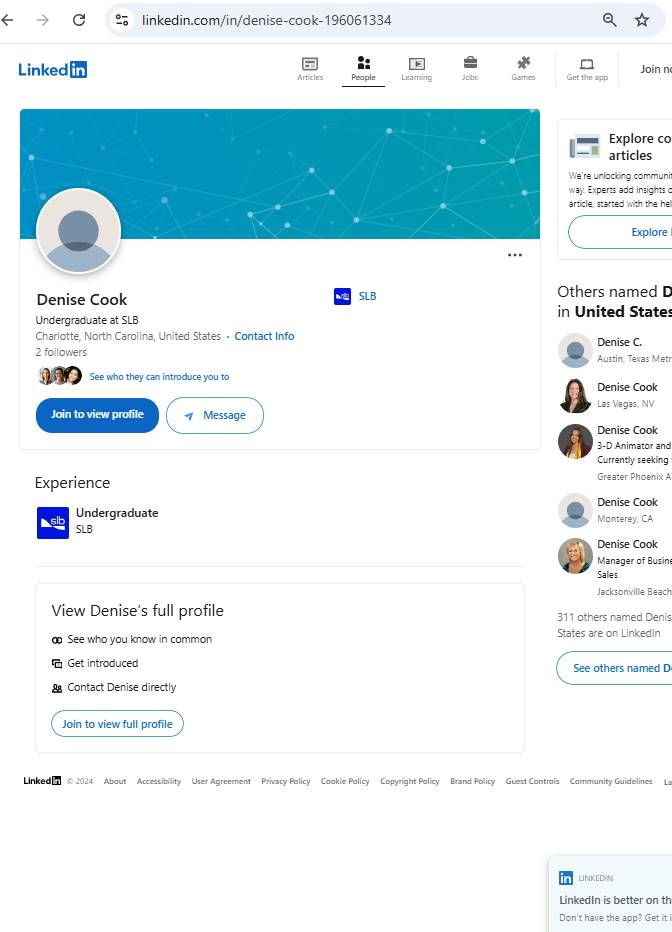 linkedin.com/in/denise-cook-196061334
LinkedIn
Articles
People
Learning
Jobs
Games
Get the app
Join no
Denise Cook
Undergraduate at SLB
Charlotte, North Carolina, United States · Contact Info
2 followers
See who they can introduce you to
Join to view profile
Message
SLB
Experience
slb
Undergraduate
SLB
View Denise's full profile
See who you know in common
Get introduced
Contact Denise directly
Join to view full profile
Explore co
articles
We're unlocking communit
way. Experts add insights
article, started with the hel
Explore
Others named D
in United States
Denise C.
Austin, Texas Metr
Denise Cook
Las Vegas, NV
Denise Cook
3-D Animator and
Currently seeking
Greater Phoenix A
Denise Cook
Monterey, CA
Denise Cook
Manager of Busine
Sales
Jacksonville Beach
311 others named Denis
States are on LinkedIn
See others named De
LinkedIn © 2024 About Accessibility User Agreement Privacy Policy Cookie Policy Copyright Policy Brand Policy Guest Controls Community Guidelines La
LINKEDIN
LinkedIn is better on th
Don't have the app? Get it i